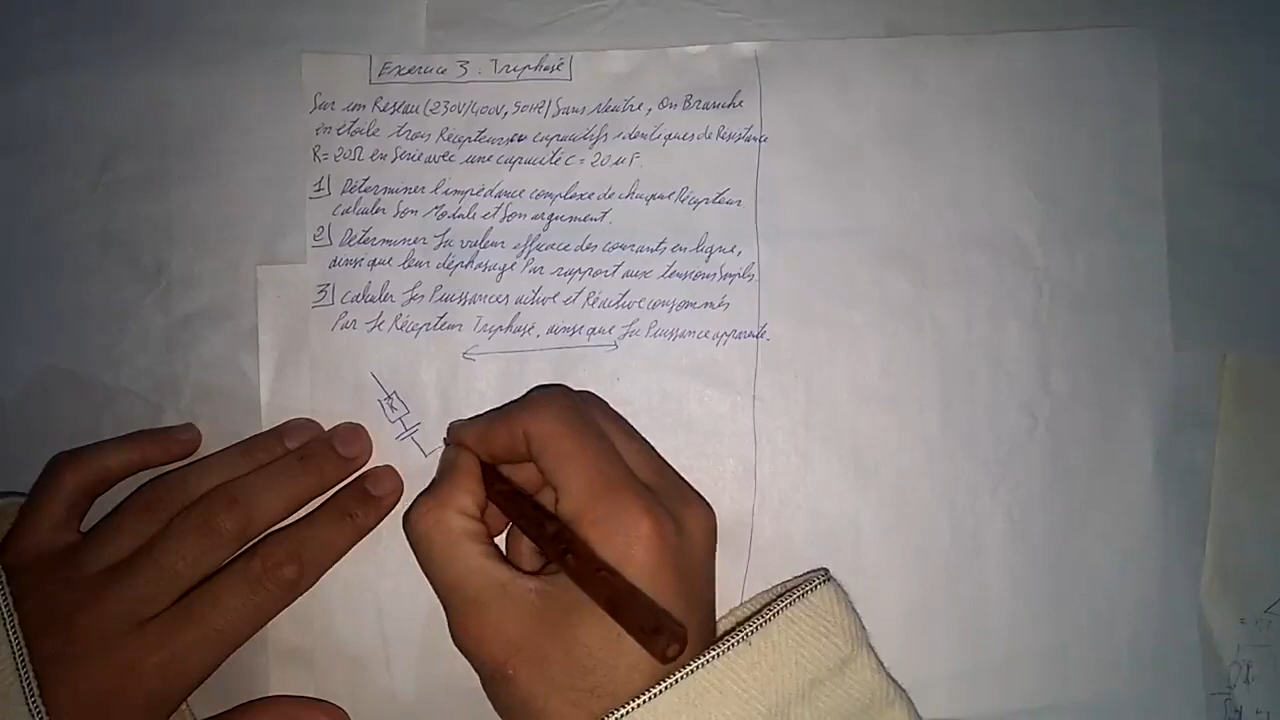 Exercice 3 : Triphasé
Sur un Réseau (230V/400V, 50HZ) Sans Neutre, on Branche
en étoile trois Récepteurs capacitifs identiques de Résistance
R = 20Ω en Serie avec une capacité C = 20 µF.
1) Déterminer l'impédance complexe de chaque Récepteur
calculer Son Module et Son argument.
2) Déterminer la valeur efficace des courants en ligne,
ainsi que leur déphasage Par rapport aux tensions Simples.
3) Calculer les Puissances active et Réactive consommés
Par le Récepteur Triphasé, ainsi que la Puissance apparente.
R